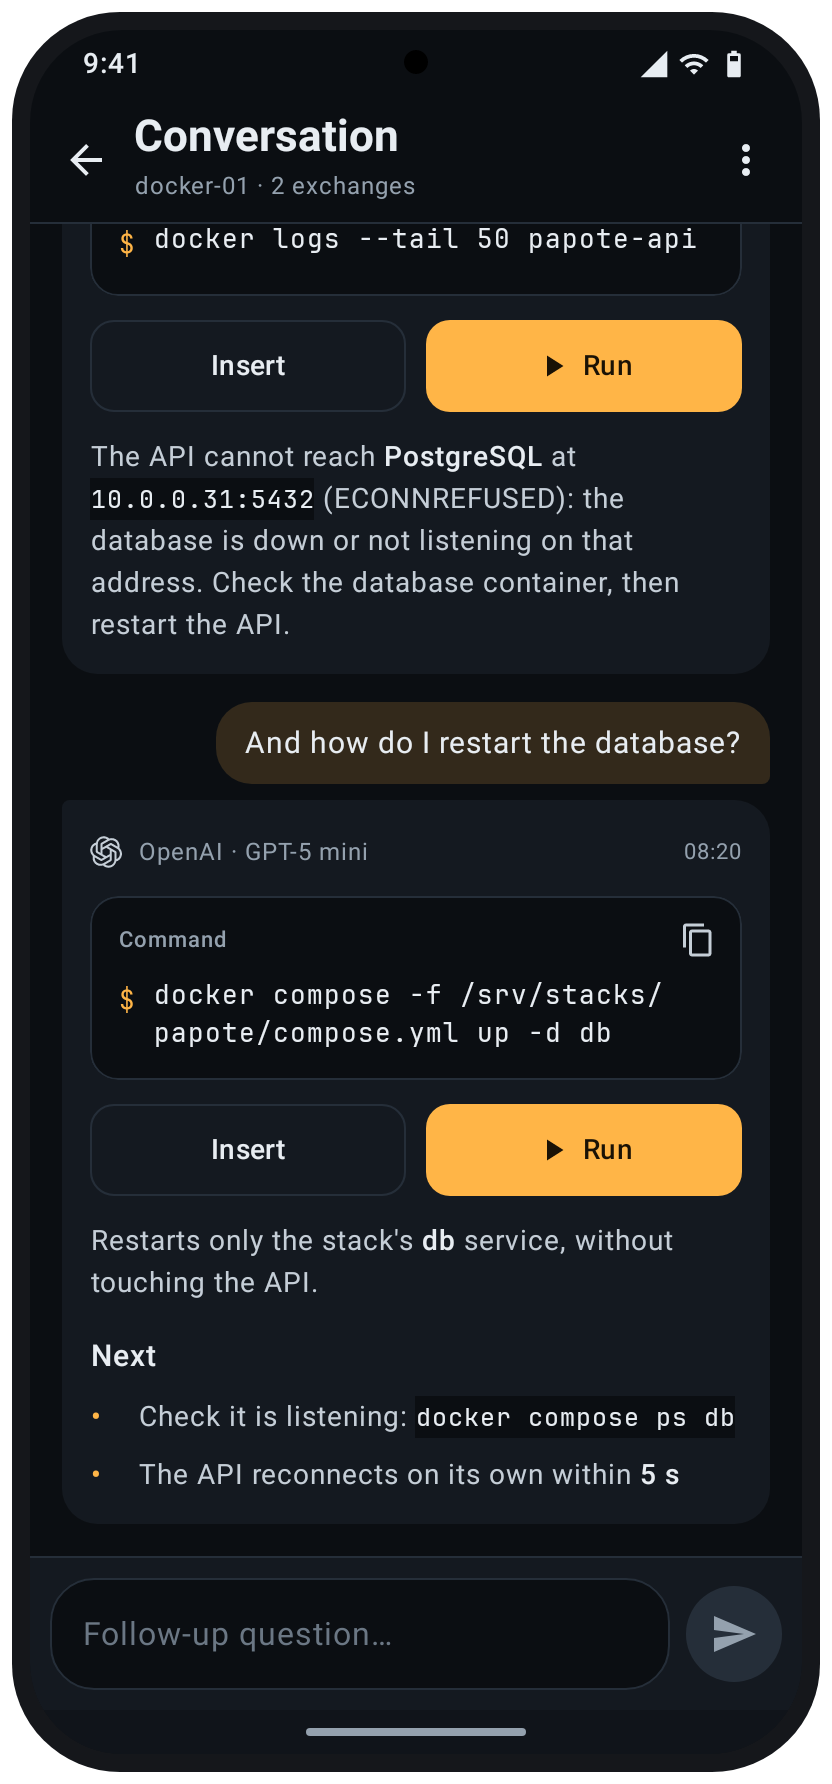 9:41
Conversation
docker-01 · 2 exchanges
$ docker logs --tail 50 papote-api
Insert
Run
The API cannot reach PostgreSQL at
10.0.0.31:5432 (ECONNREFUSED): the
database is down or not listening on that
address. Check the database container, then
restart the API.
And how do I restart the database?
OpenAI · GPT-5 mini 08:20
Command
$ docker compose -f /srv/stacks/
papote/compose.yml up -d db
Insert
Run
Restarts only the stack's db service, without
touching the API.
Next
• Check it is listening: docker compose ps db
• The API reconnects on its own within 5 s
Follow-up question…